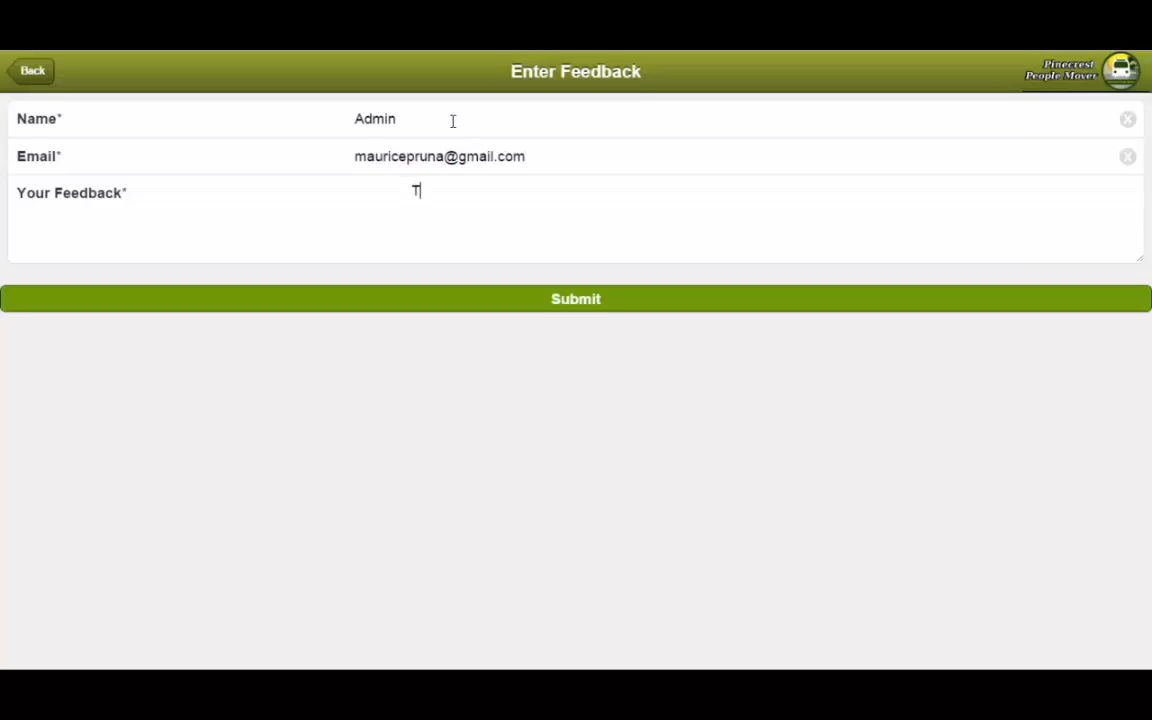 Back
Enter Feedback
Pinecrest
People Mover
Name*
Admin
Email*
mauricepruna@gmail.com
Your Feedback*
T
Submit